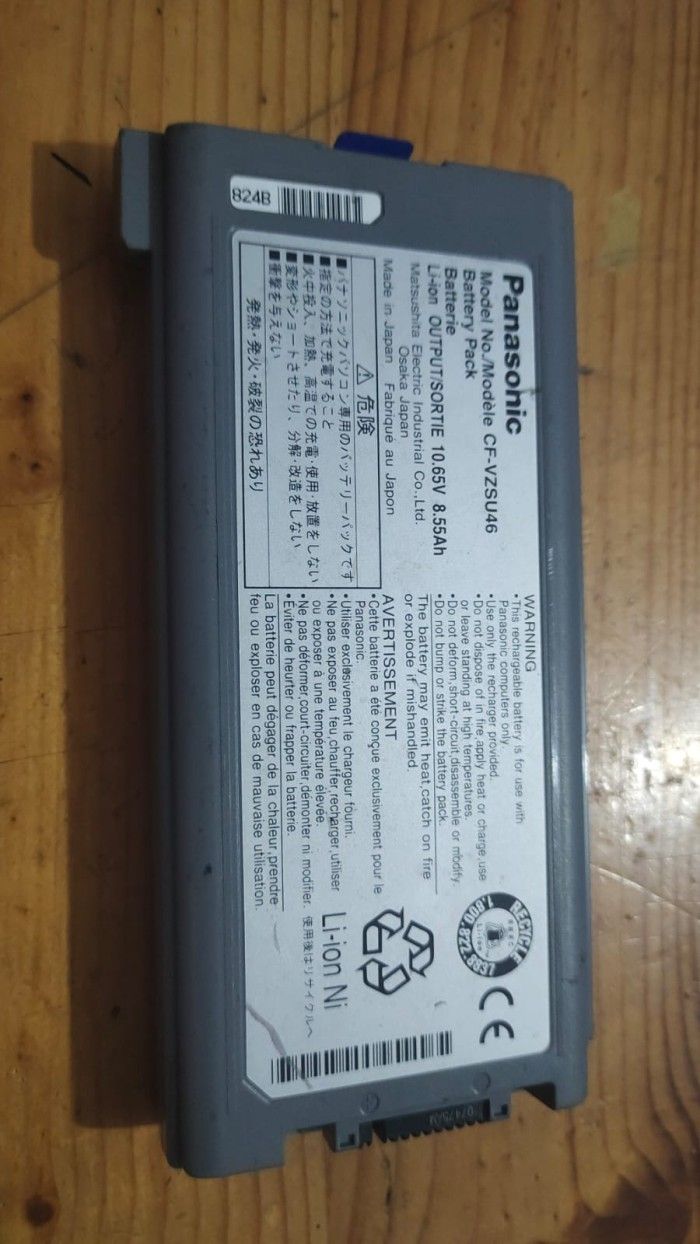 824B
Panasonic
Model No./Modèle CF-VZSU46
Battery Pack
Batterie
Li-ion OUTPUT/SORTIE 10.65V 8.55Ah
Matsushita Electric Industrial Co.,Ltd.
Osaka Japan
Made in Japan Fabriqué au Japon
⚠ 危険
■パナソニックパソコン専用のバッテリーパックです
■指定の方法で充電すること
■火中投入、加熱、高温での充電・使用・放置をしない
■変形やショートさせたり、分解・改造をしない
■衝撃を与えない
発熱・発火・破裂の恐れあり
WARNING
•This rechargeable battery is for use with
Panasonic computers only.
•Use only the recharger provided.
•Do not dispose of in fire,apply heat or charge,use
or leave standing at high temperatures.
•Do not deform,short-circuit,disassemble or modify.
•Do not bump or strike the battery pack.
The battery may emit heat,catch on fire
or explode if mishandled.
AVERTISSEMENT
•Cette batterie a été conçue exclusivement pour le
Panasonic.
•Utiliser exclusivement le chargeur fourni.
•Ne pas exposer au feu,chauffer,recharger,utiliser
ou exposer à une température élevée.
•Ne pas déformer,court-circuiter,démonter ni modifier.
•Éviter de heurter ou frapper la batterie.
La batterie peut dégager de la chaleur,prendre
feu ou exploser en cas de mauvaise utilisation.
RECYCLE
RBRC
Li-ion
1.800.822.8837
CE
Li-ion Ni
使用後はリサイクルへ